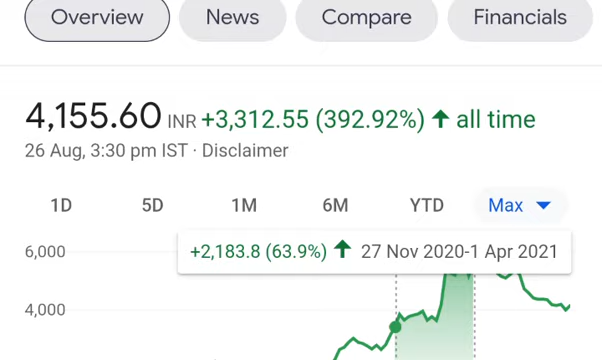 Overview News Compare Financials
4,155.60 INR +3,312.55 (392.92%) ↑ all time
26 Aug, 3:30 pm IST · Disclaimer
1D 5D 1M 6M YTD Max
+2,183.8 (63.9%) ↑ 27 Nov 2020-1 Apr 2021
6,000
4,000